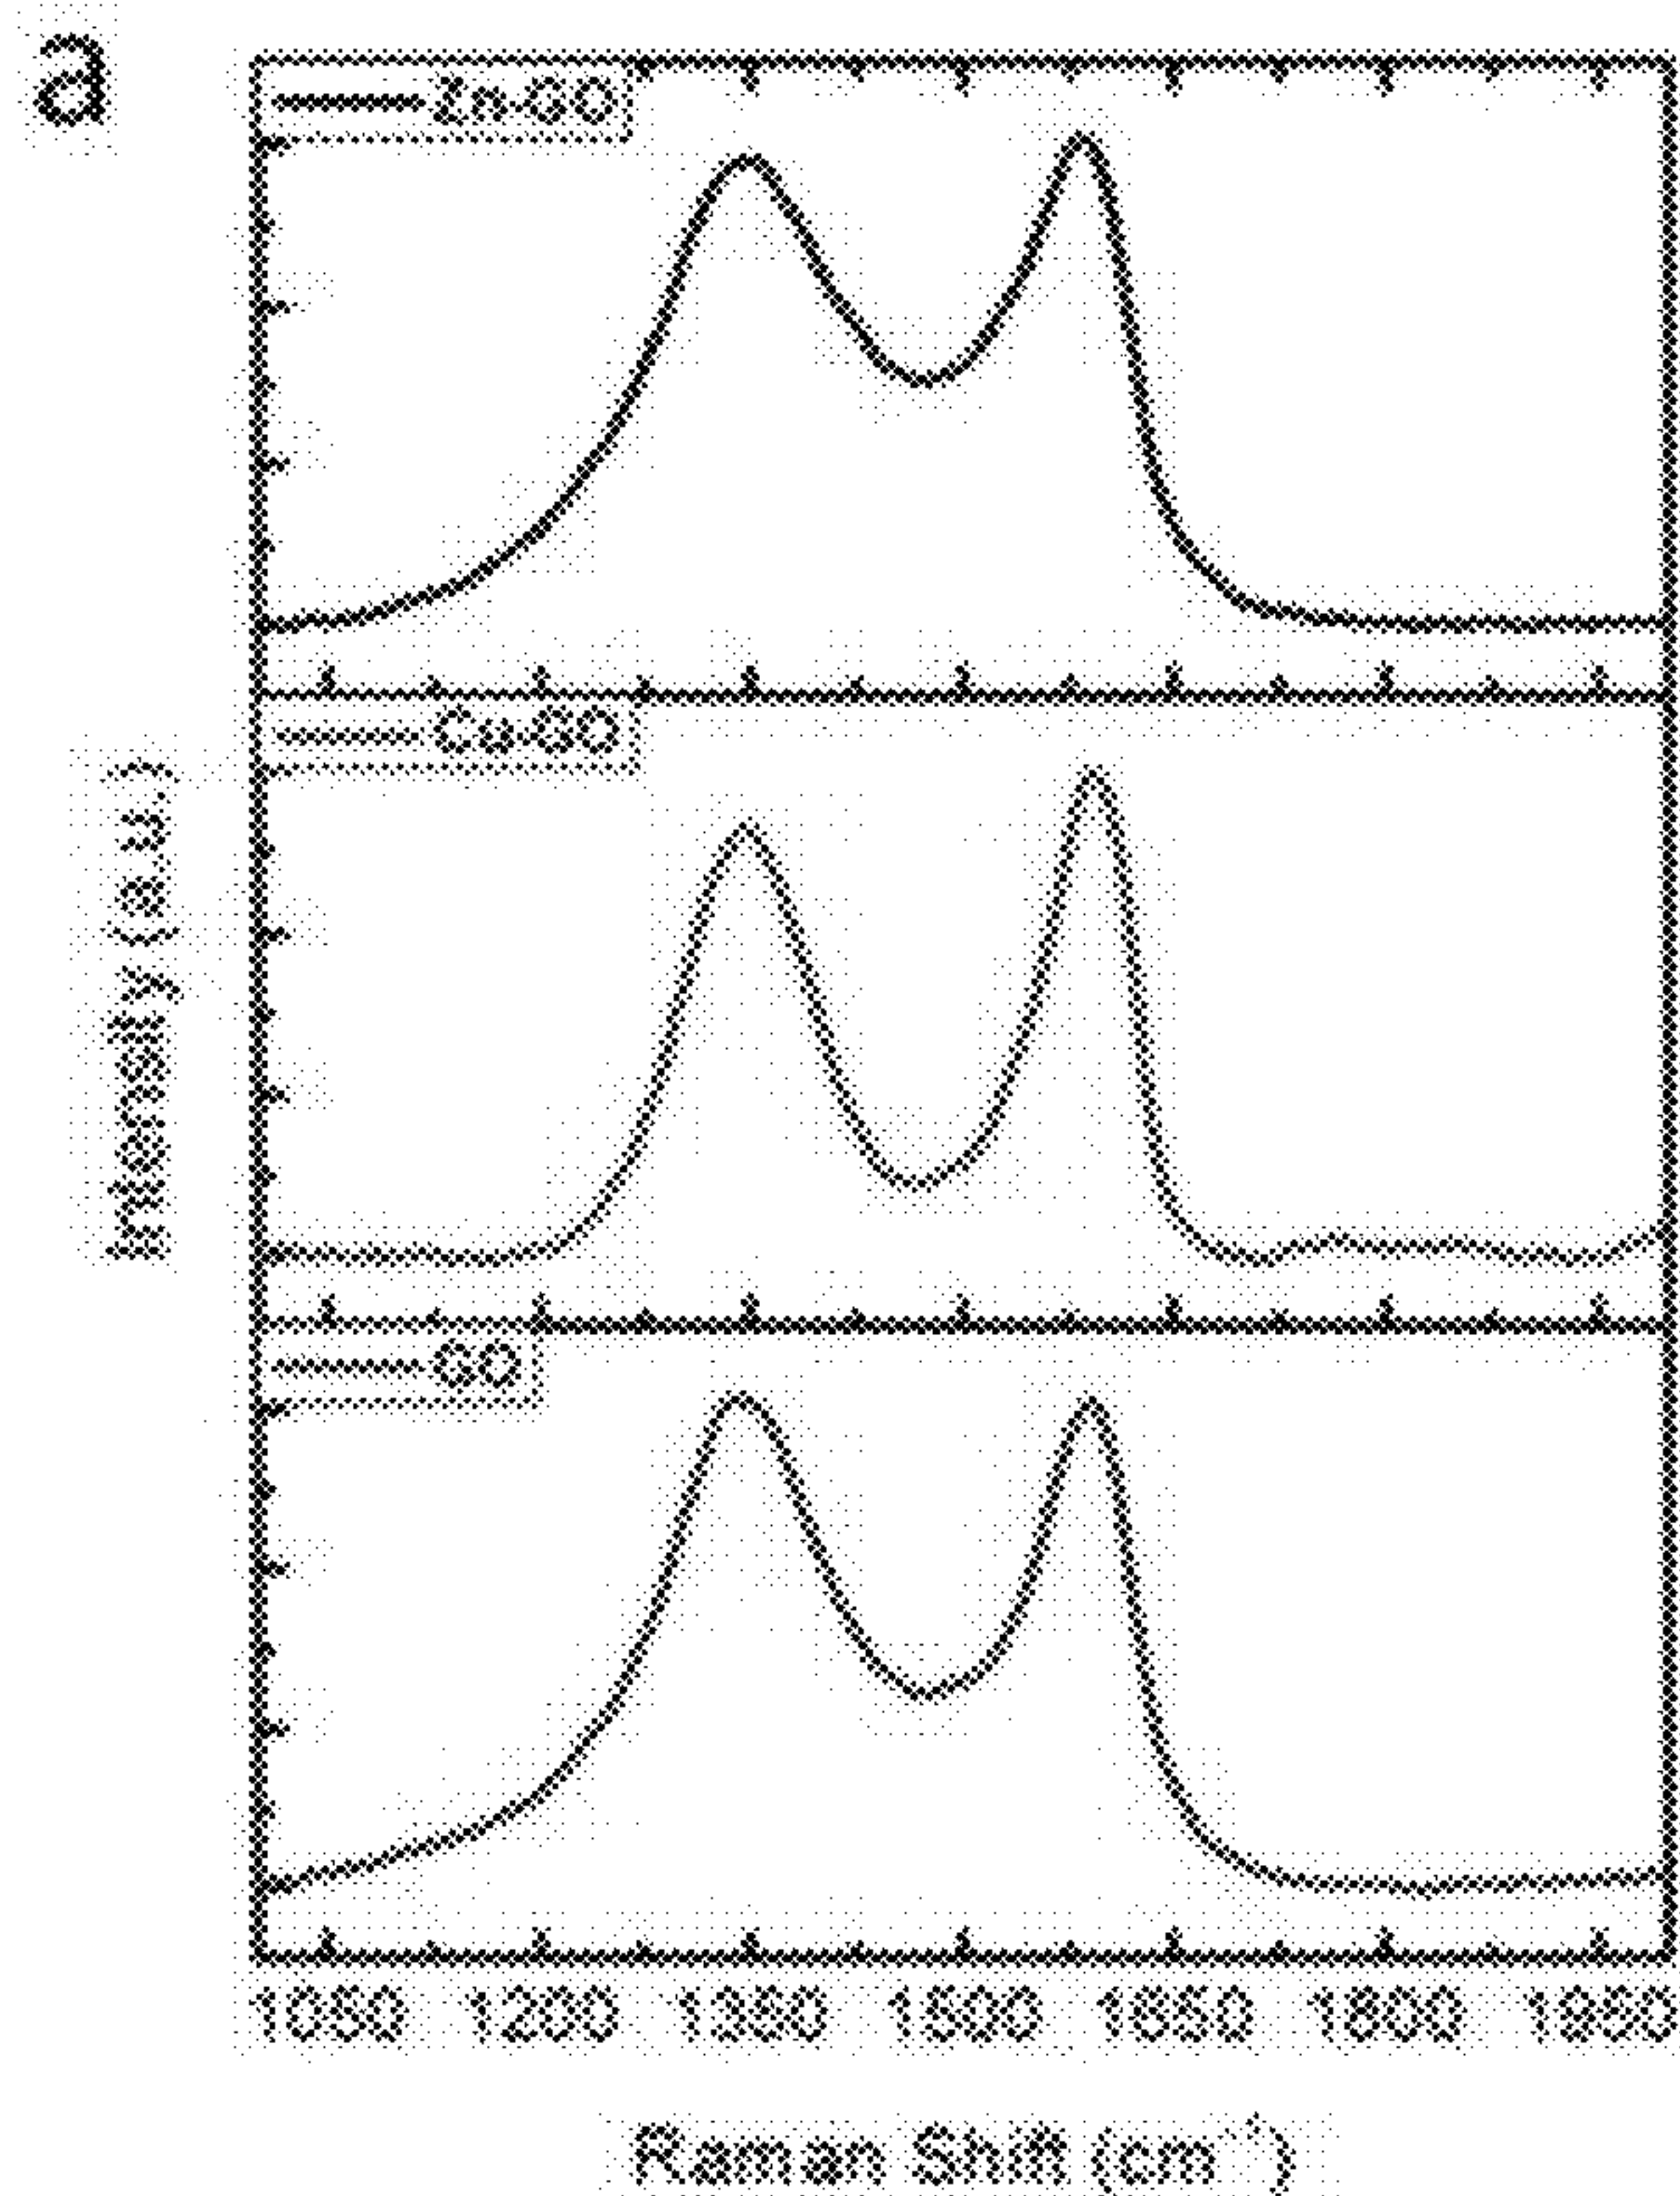 a
Zn-GO
Cu-GO
GO
Intensity (a.u.)
1050 1200 1350 1500 1650 1800 1950
Raman Shift (cm⁻¹)